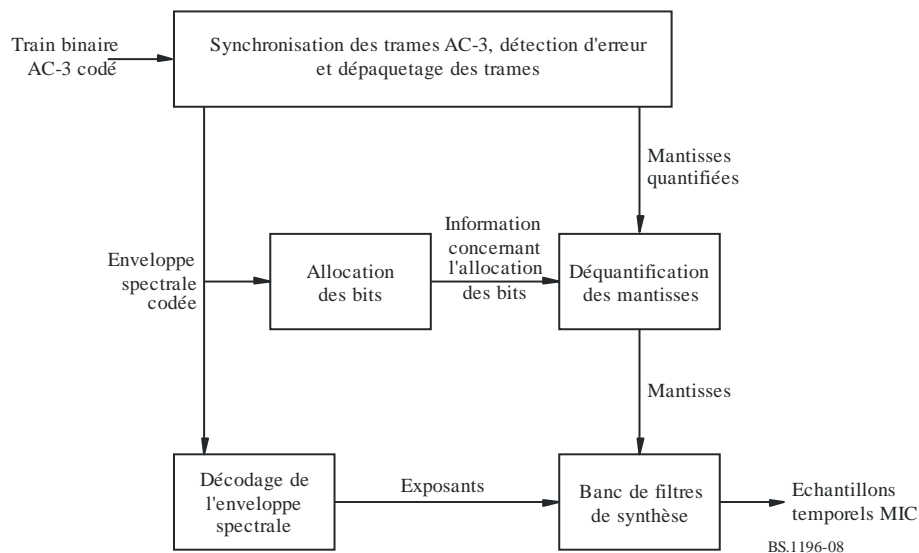 Train binaire
AC-3 codé
Synchronisation des trames AC-3, détection d'erreur
et dépaquetage des trames
Mantisses
quantifiées
Enveloppe
spectrale
codée
Allocation
des bits
Information
concernant
l'allocation
des bits
Déquantification
des mantisses
Mantisses
Décodage de
l'enveloppe
spectrale
Exposants
Banc de filtres
de synthèse
Echantillons
temporels MIC
BS.1196-08